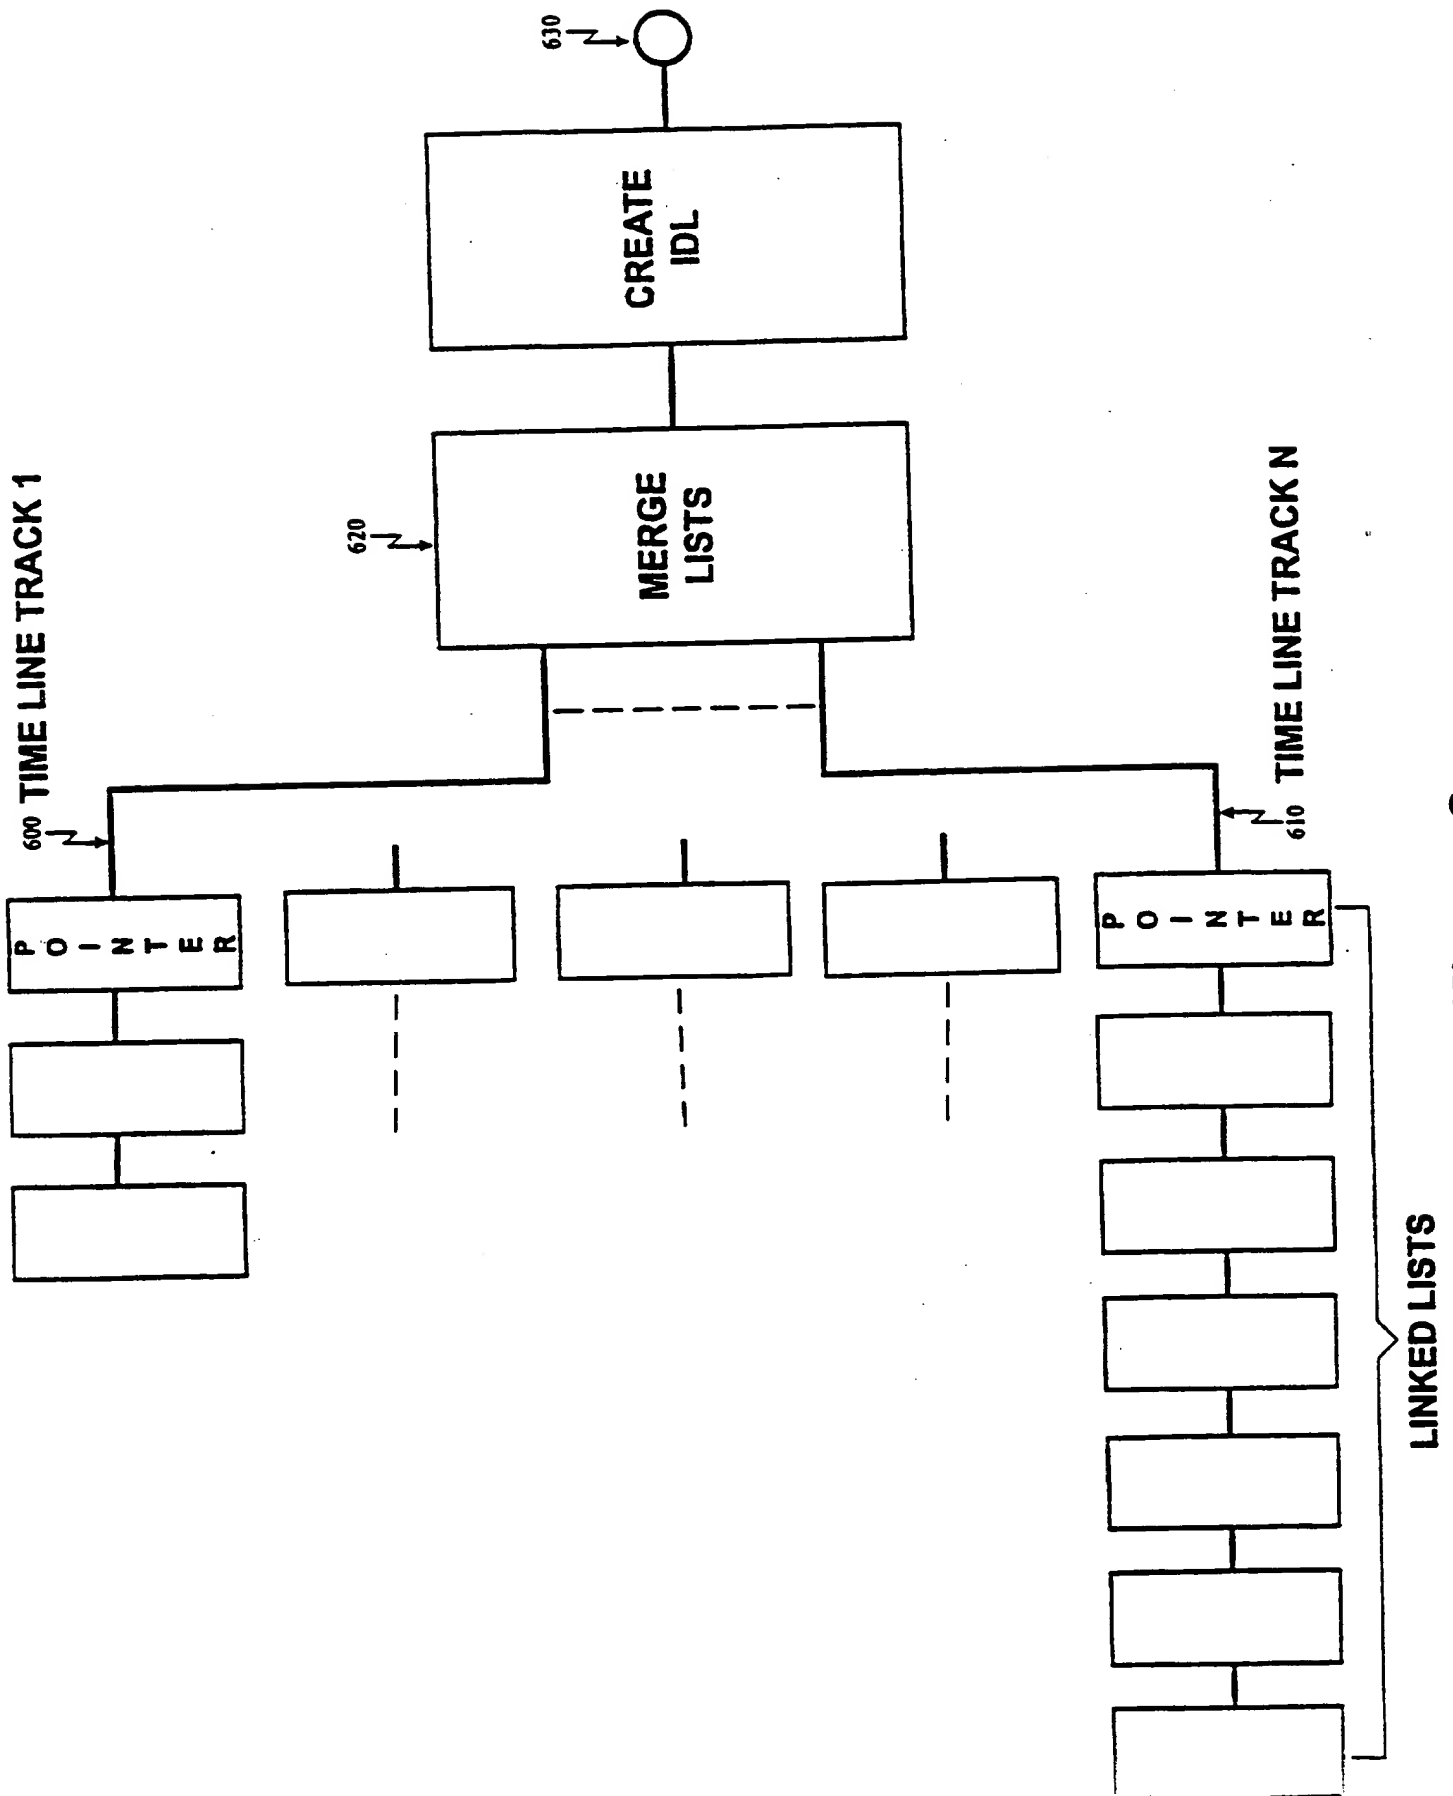 600 TIME LINE TRACK 1
POINTER
620
MERGE
LISTS
CREATE
IDL
630
POINTER
610 TIME LINE TRACK N
LINKED LISTS